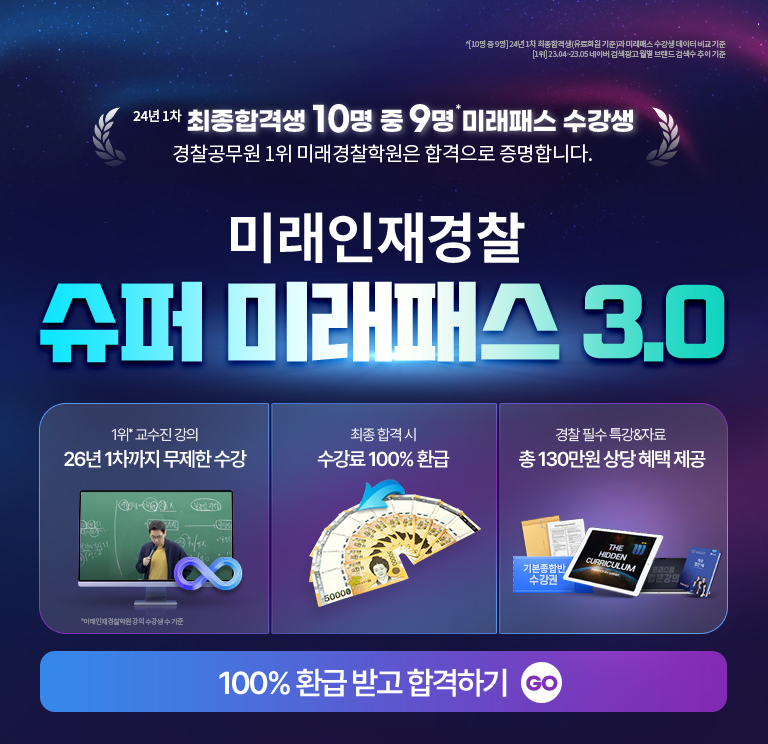 *[10명 중 9명] 24년 1차 최종합격생(유료회원 기준)과 미래패스 수강생 데이터 비교 기준
[1위] 23.04~23.05 네이버 검색광고 월별 브랜드 검색수 추이 기준
24년 1차 최종합격생 10명 중 9명* 미래패스 수강생
경찰공무원 1위 미래경찰학원은 합격으로 증명합니다.
미래인재경찰
슈퍼 미래패스 3.0
1위* 교수진 강의
26년 1차까지 무제한 수강
*미래인재경찰학원 강의 수강생 수 기준
최종 합격 시
수강료 100% 환급
50000
경찰 필수 특강&자료
총 130만원 상당 혜택 제공
기본종합반
수강권
THE
HIDDEN
CURRICULUM
100% 환급 받고 합격하기 GO